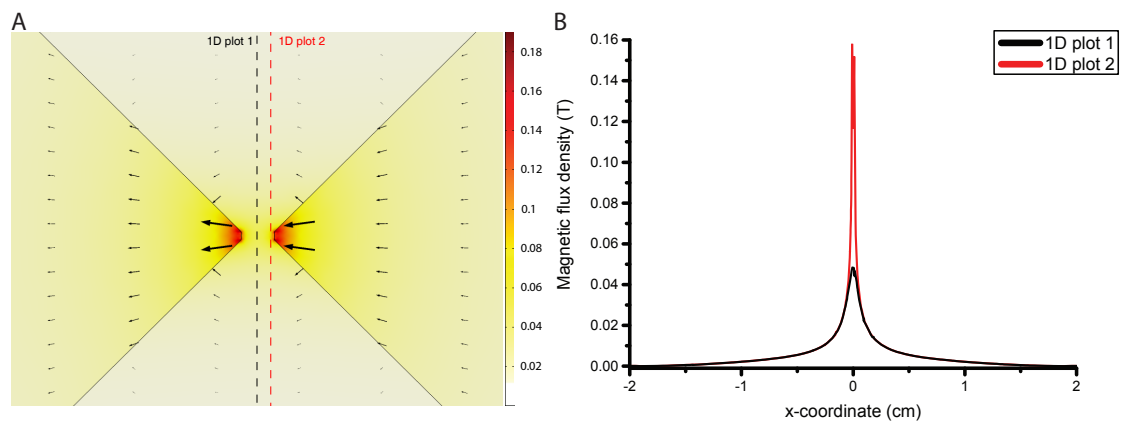 A
1D plot 1
1D plot 2
0.18
0.16
0.14
0.12
0.10
0.08
0.06
0.04
0.02
B
0.16
0.14
0.12
0.10
0.08
0.06
0.04
0.02
0.00
Magnetic flux density (T)
1D plot 1
1D plot 2
-2
-1
0
1
2
x-coordinate (cm)